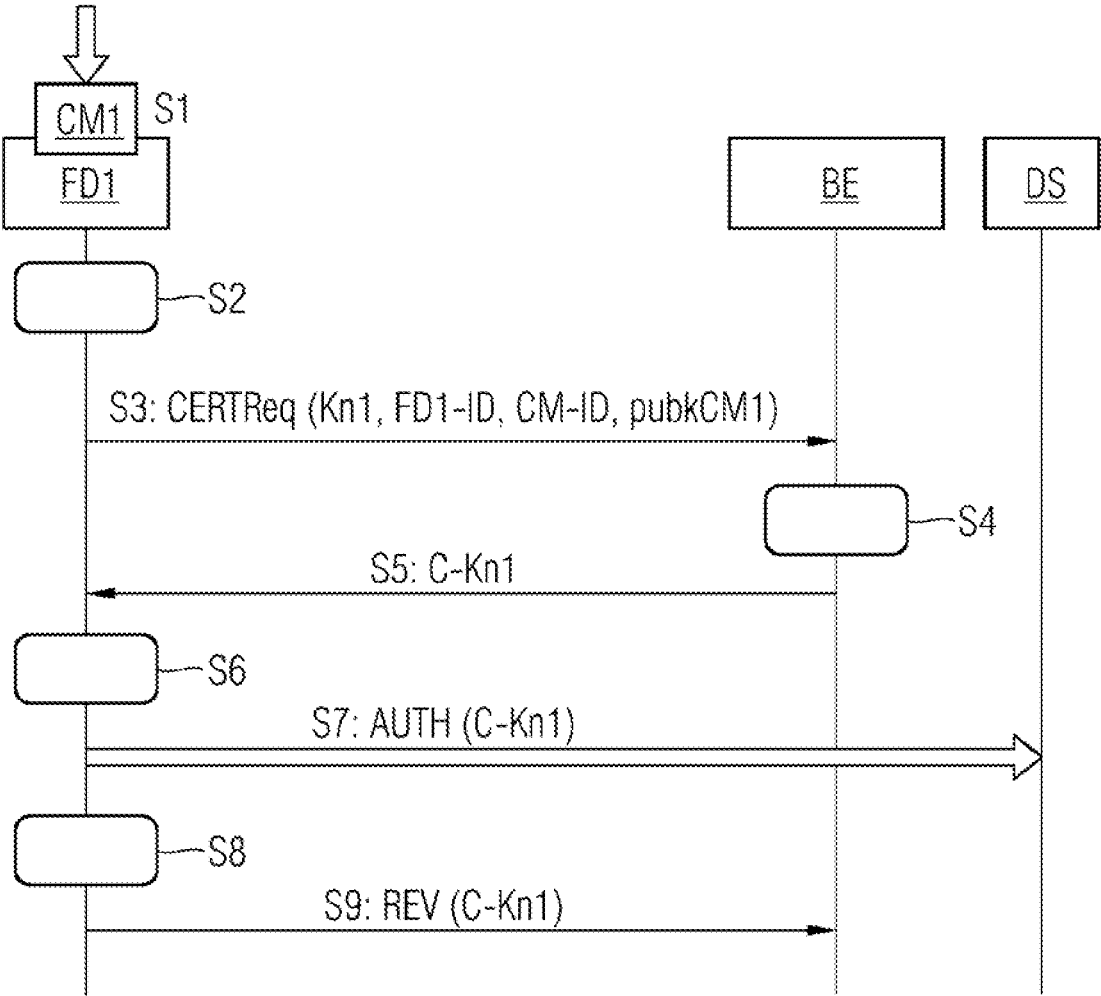 CM1
S1
FD1
BE
DS
S2
S3: CERTReq (Kn1, FD1-ID, CM-ID, pubkCM1)
S4
S5: C-Kn1
S6
S7: AUTH (C-Kn1)
S8
S9: REV (C-Kn1)